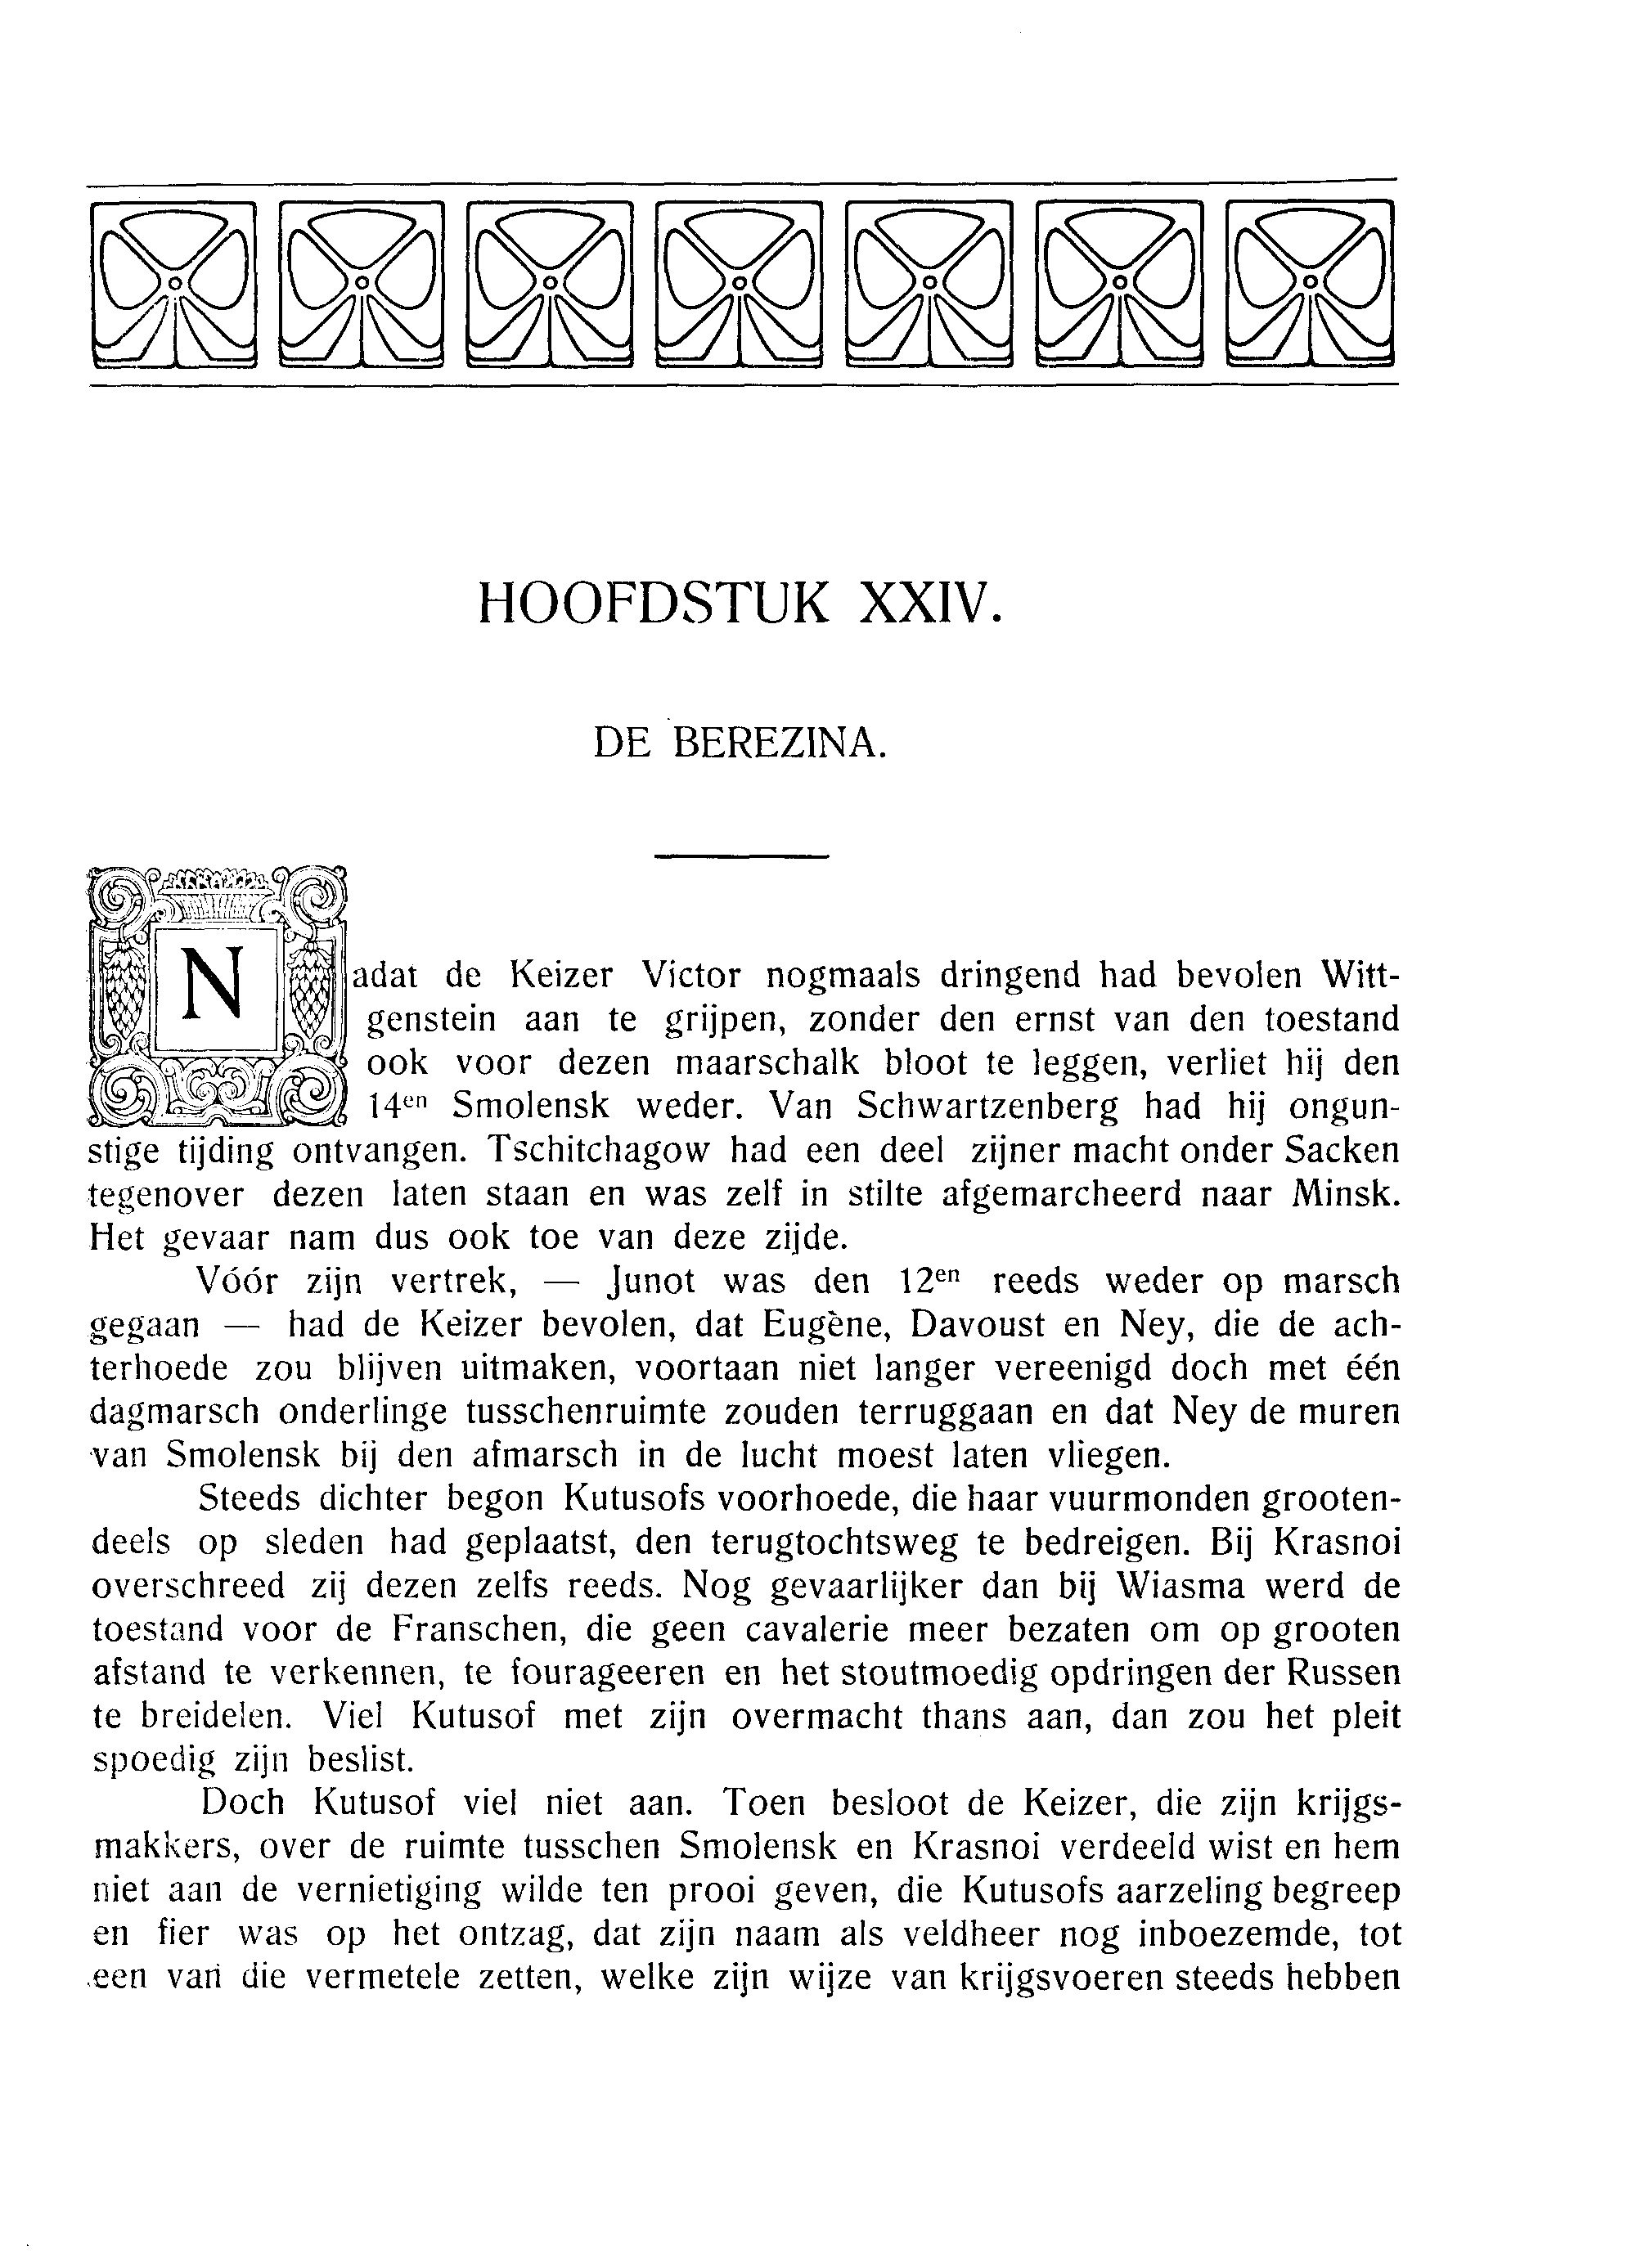 HOOFDSTUK XXIV.
DE BEREZINA.
Nadat de Keizer Victor nogmaals dringend had bevolen Witt-
genstein aan te grijpen, zonder den ernst van den toestand
ook voor dezen maarschalk bloot te leggen, verliet hij den
14en Smolensk weder. Van Schwartzenberg had hij ongun-
stige tijding ontvangen. Tschitchagow had een deel zijner macht onder Sacken
tegenover dezen laten staan en was zelf in stilte afgemarcheerd naar Minsk.
Het gevaar nam dus ook toe van deze zijde.
Vóór zijn vertrek, — Junot was den 12en reeds weder op marsch
gegaan — had de Keizer bevolen, dat Eugène, Davoust en Ney, die de ach-
terhoede zou blijven uitmaken, voortaan niet langer vereenigd doch met één
dagmarsch onderlinge tusschenruimte zouden terruggaan en dat Ney de muren
van Smolensk bij den afmarsch in de lucht moest laten vliegen.
Steeds dichter begon Kutusofs voorhoede, die haar vuurmonden grooten-
deels op sleden had geplaatst, den terugtochtsweg te bedreigen. Bij Krasnoi
overschreed zij dezen zelfs reeds. Nog gevaarlijker dan bij Wiasma werd de
toestand voor de Franschen, die geen cavalerie meer bezaten om op grooten
afstand te verkennen, te fourageeren en het stoutmoedig opdringen der Russen
te breidelen. Viel Kutusof met zijn overmacht thans aan, dan zou het pleit
spoedig zijn beslist.
Doch Kutusof viel niet aan. Toen besloot de Keizer, die zijn krijgs-
makkers, over de ruimte tusschen Smolensk en Krasnoi verdeeld wist en hem
niet aan de vernietiging wilde ten prooi geven, die Kutusofs aarzeling begreep
en fier was op het ontzag, dat zijn naam als veldheer nog inboezemde, tot
een van die vermetele zetten, welke zijn wijze van krijgsvoeren steeds hebben